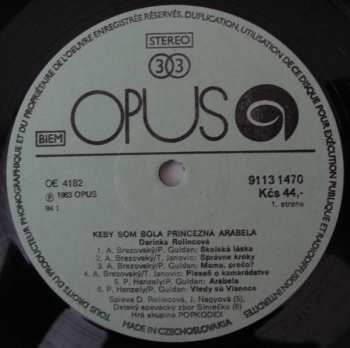 TOUS DROITS DU PRODUCTEUR PHONOGRAPHIQUE ET DU PROPRIÉTAIRE DE L'OEUVRE ENREGISTRÉE RÉSERVÉS. DUPLICATION, UTILISATION DE CE DISQUE POUR EXÉCUTION PUBLIQUE ET RADIODIFFUSION INTERDITES
STEREO
33
OPUS
BIEM
OE 4182
℗ 1983 OPUS
94 1
9113 1470
Kčs 44,-
1. strana
KEBY SOM BOLA PRINCEZNÁ ARABELA
Darinka Rolincová
1. A. Brezovský/P. Guldan: Školská láska
2. A. Brezovský/T. Janovic: Správne kroky
3. A. Brezovský/P. Guldan: Mama, prečo?
4. A. Brezovský/T. Janovic: Pieseň o kamarátstve
5. P. Hanzely/P. Guldan: Arabela
6. P. Hanzely/P. Guldan: Vtedy sú Vianoce
Spieva D. Rolincová, J. Nagyová (5),
Detský spevácky zbor Slniečko (6)
Hrá skupina POPKODEX
MADE IN CZECHOSLOVAKIA